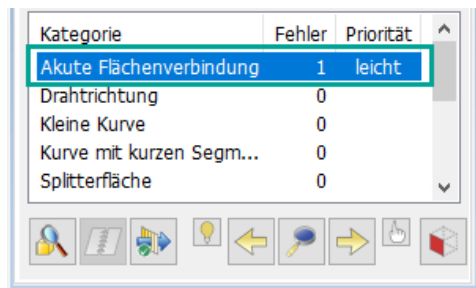 Kategorie Fehler Priorität
Akute Flächenverbindung 1 leicht
Drahtrichtung 0
Kleine Kurve 0
Kurve mit kurzen Segm... 0
Splitterfläche 0